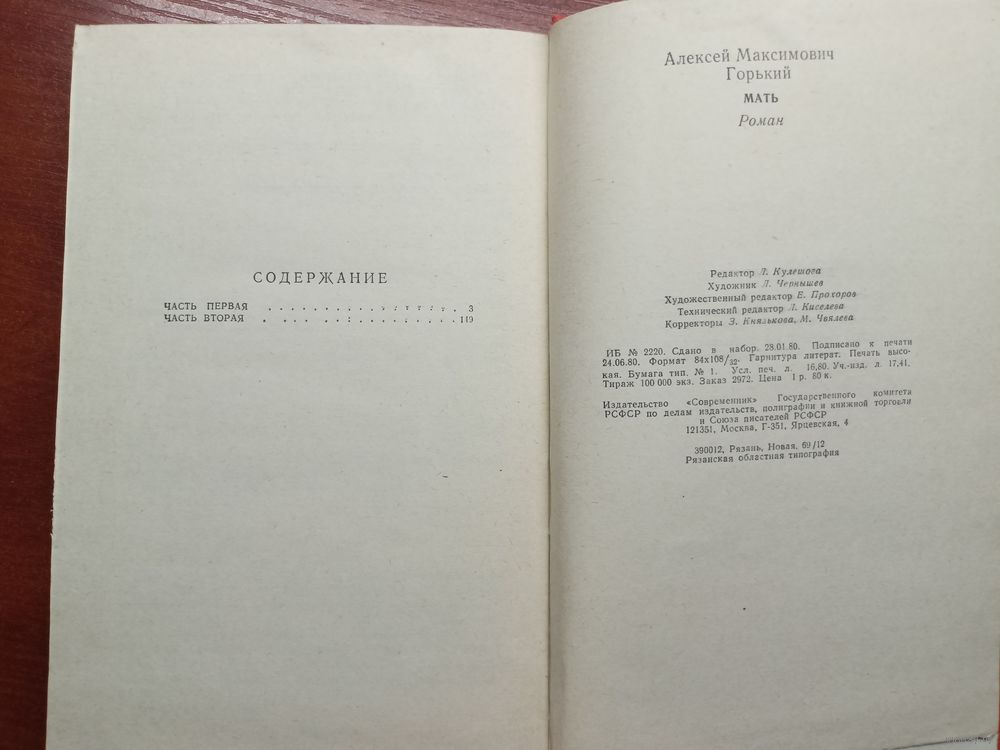 СОДЕРЖАНИЕ
ЧАСТЬ ПЕРВАЯ . . . . . . . . . . . . . . . . . 3
ЧАСТЬ ВТОРАЯ . . . . . : . . . . . . . . . 119
Алексей Максимович
Горький
МАТЬ
Роман
Редактор Л. Кулешова
Художник Л. Чернышев
Художественный редактор Е. Прохоров
Технический редактор Л. Киселева
Корректоры З. Князькова, М. Чвялева
ИБ № 2220. Сдано в набор. 28.01.80. Подписано к печати
24.06.80. Формат 84х108/32. Гарнитура литерат. Печать высо-
кая. Бумага тип. № 1. Усл. печ. л. 16,80. Уч.-изд. л. 17,41.
Тираж 100 000 экз. Заказ 2972. Цена 1 р. 80 к.
Издательство «Современник» Государственного комитета
РСФСР по делам издательств, полиграфии и книжной торговли
и Союза писателей РСФСР
121351, Москва, Г-351, Ярцевская, 4
390012, Рязань, Новая, 69/12
Рязанская областная типография